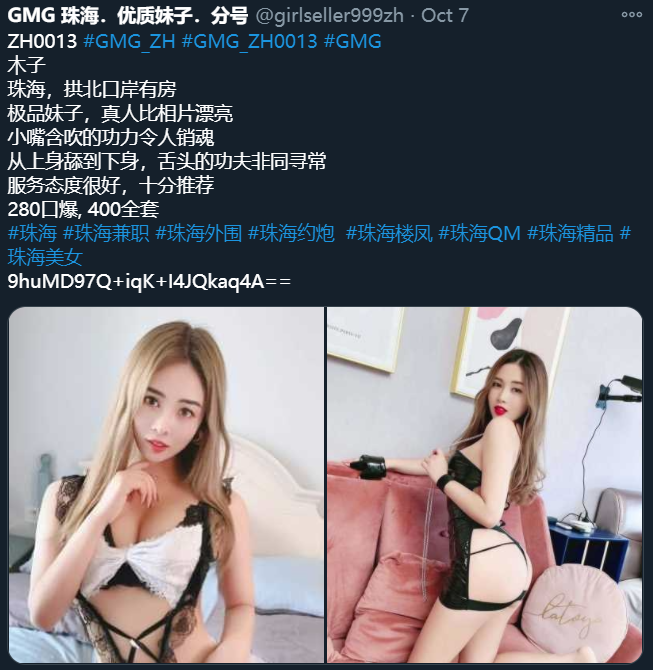 GMG 珠海．优质妹子．分号 @girlseller999zh · Oct 7
ZH0013 #GMG_ZH #GMG_ZH0013 #GMG
木子
珠海，拱北口岸有房
极品妹子，真人比相片漂亮
小嘴含吹的功力令人销魂
从上身舔到下身，舌头的功夫非同寻常
服务态度很好，十分推荐
280口爆, 400全套
#珠海 #珠海兼职 #珠海外围 #珠海约炮 #珠海楼凤 #珠海QM #珠海精品 #
珠海美女
9huMD97Q+iqK+I4JQkaq4A==